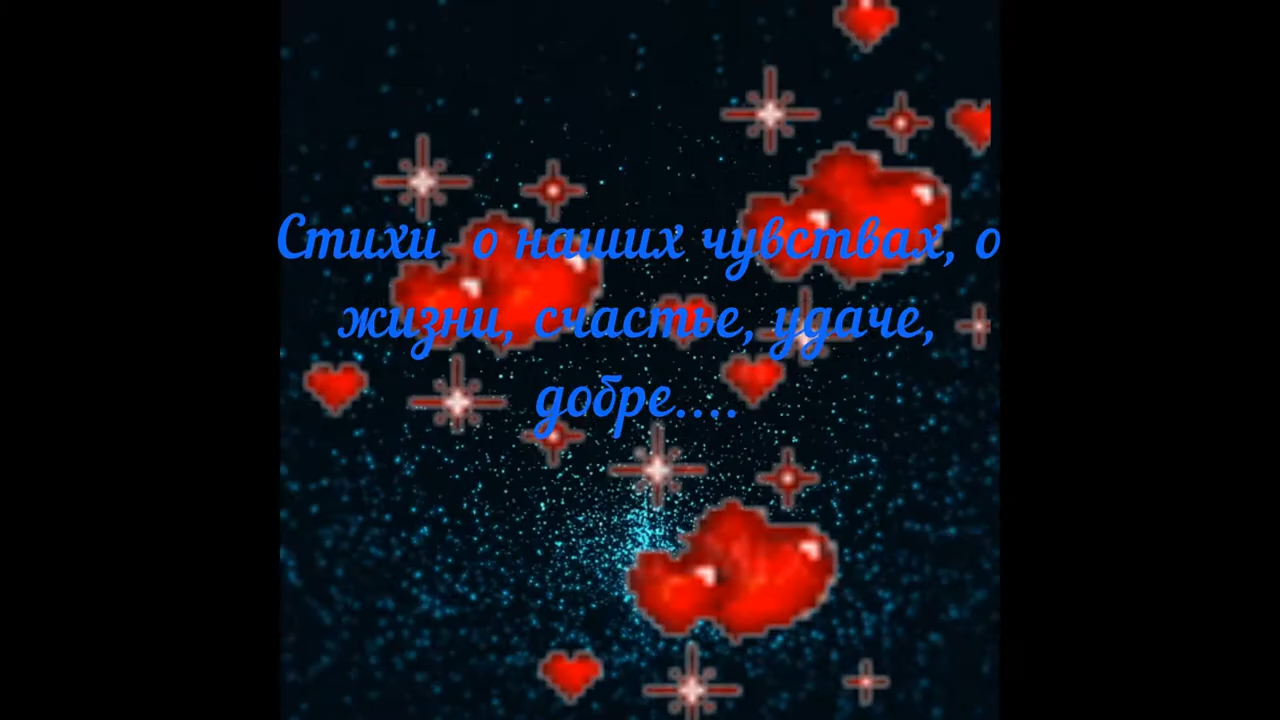 Стихи о наших чувствах, о
жизни, счастье, удаче,
добре....